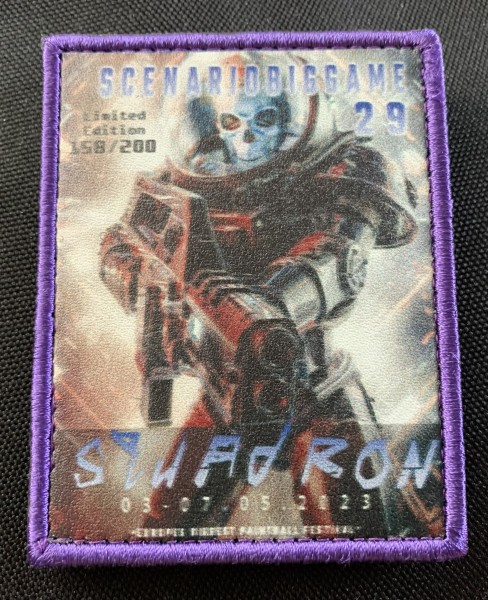 SCENARIOBIGGAME
29
Limited
Edition
158/200
SqUAdRON
03-07.05.2023
"EUROPES BIGGEST PAINTBALL FESTIVAL"